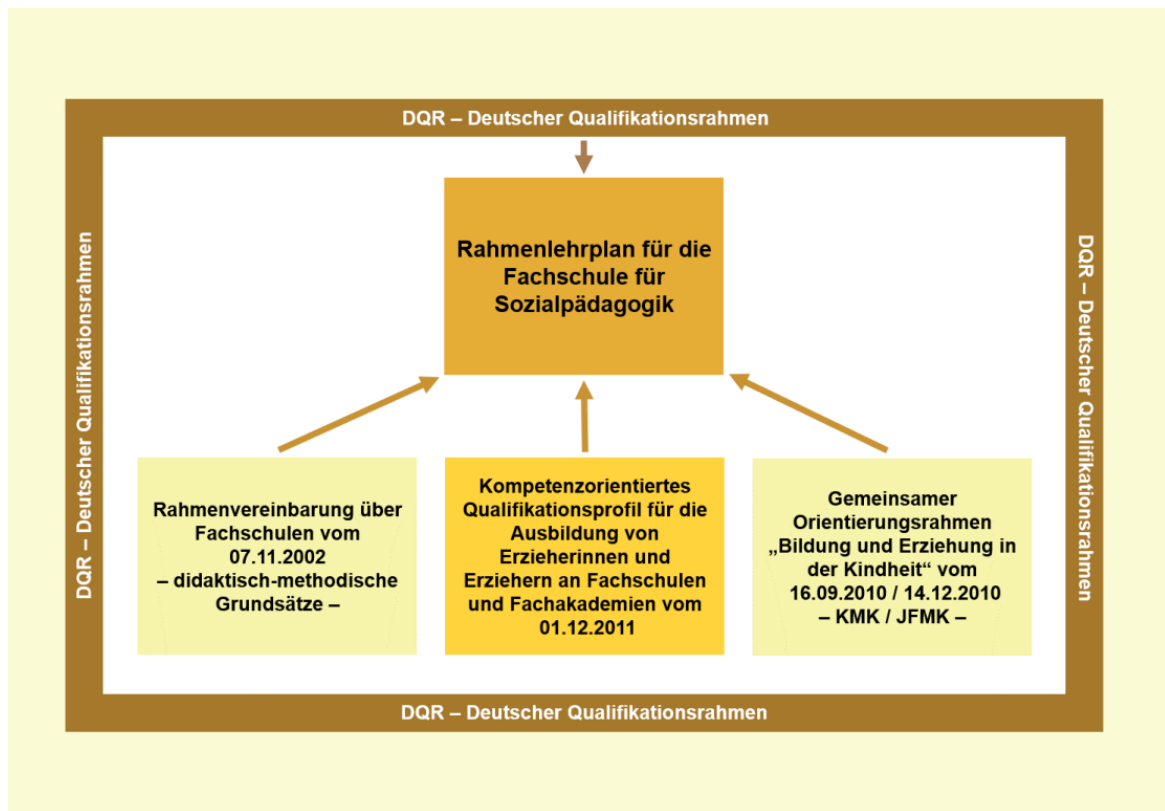 DQR – Deutscher Qualifikationsrahmen
DQR – Deutscher Qualifikationsrahmen
Rahmenlehrplan für die
Fachschule für
Sozialpädagogik
DQR – Deutscher Qualifikationsrahmen
Rahmenvereinbarung über
Fachschulen vom
07.11.2002
– didaktisch-methodische
Grundsätze –
Kompetenzorientiertes
Qualifikationsprofil für die
Ausbildung von
Erzieherinnen und
Erziehern an Fachschulen
und Fachakademien vom
01.12.2011
Gemeinsamer
Orientierungsrahmen
„Bildung und Erziehung in
der Kindheit“ vom
16.09.2010 / 14.12.2010
– KMK / JFMK –
DQR – Deutscher Qualifikationsrahmen